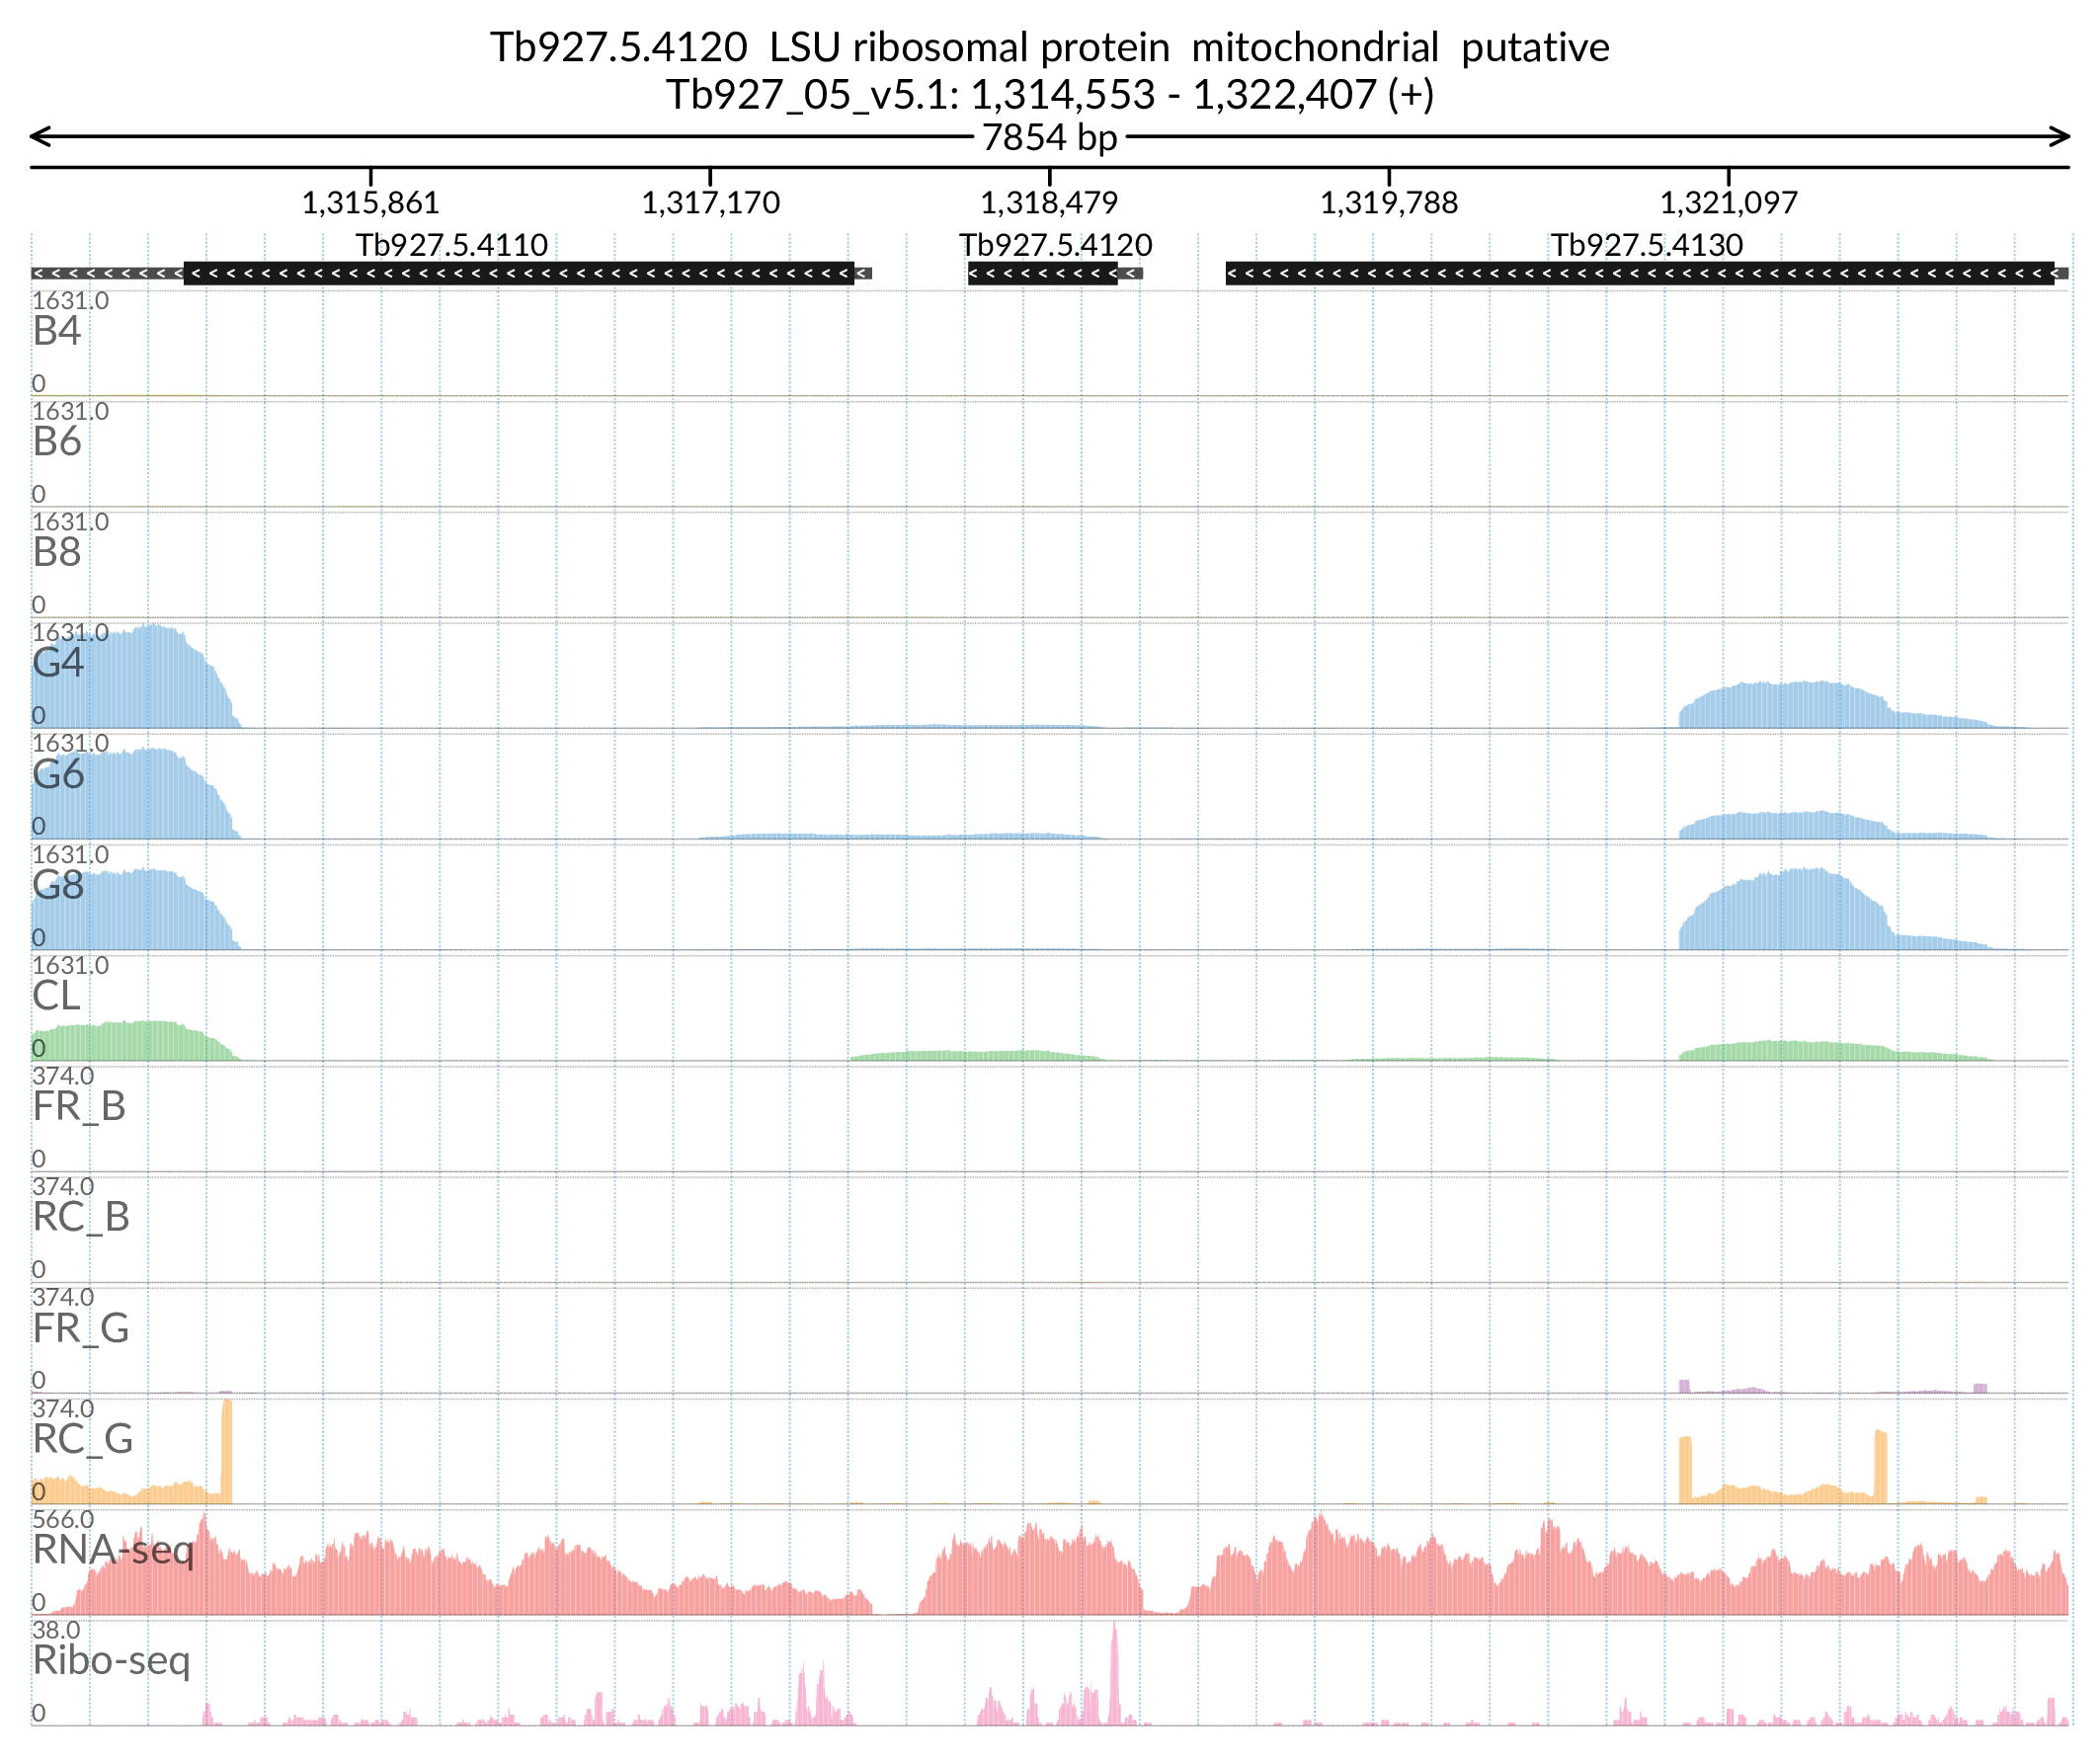 Tb927.5.4120 LSU ribosomal protein mitochondrial putative
Tb927_05_v5.1: 1,314,553 - 1,322,407 (+)
7854 bp
1,315,861 1,317,170 1,318,479 1,319,788 1,321,097
Tb927.5.4110 Tb927.5.4120 Tb927.5.4130
1631.0
B4
0
1631.0
B6
0
1631.0
B8
0
1631.0
G4
0
1631.0
G6
0
1631.0
G8
0
1631.0
CL
0
374.0
FR_B
0
374.0
RC_B
0
374.0
FR_G
0
374.0
RC_G
0
566.0
RNA-seq
0
38.0
Ribo-seq
0